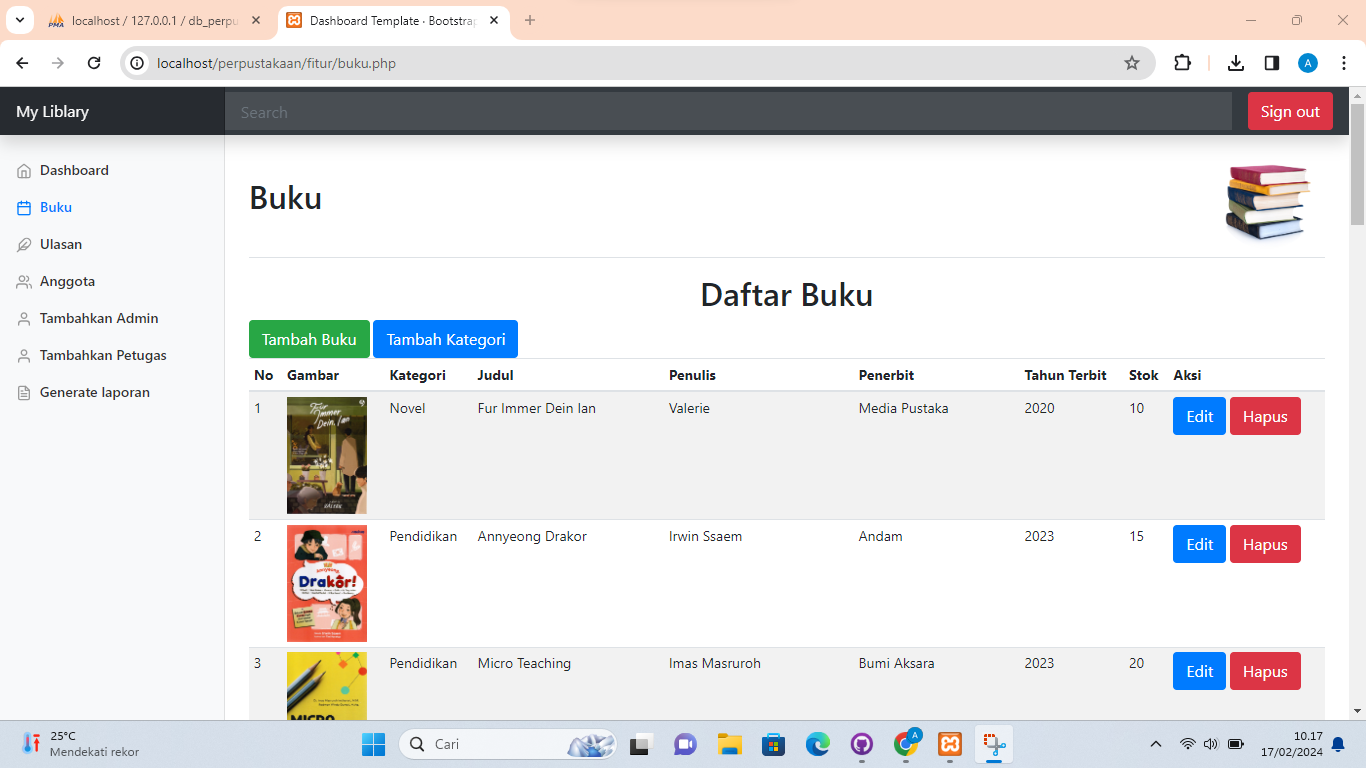 localhost / 127.0.0.1 / db_perpu
Dashboard Template · Bootstrap
localhost/perpustakaan/fitur/buku.php
A
My Liblary
Search
Sign out
Dashboard
Buku
Ulasan
Anggota
Tambahkan Admin
Tambahkan Petugas
Generate laporan
Buku
Daftar Buku
Tambah Buku Tambah Kategori
No Gambar Kategori Judul Penulis Penerbit Tahun Terbit Stok Aksi
1 Novel Fur Immer Dein Ian Valerie Media Pustaka 2020 10 Edit Hapus
Für
Immer
Dein, Ian
2 Pendidikan Annyeong Drakor Irwin Ssaem Andam 2023 15 Edit Hapus
Drakor!
3 Pendidikan Micro Teaching Imas Masruroh Bumi Aksara 2023 20 Edit Hapus
MICRO
25°C
Mendekati rekor
Cari
A
10.17
17/02/2024